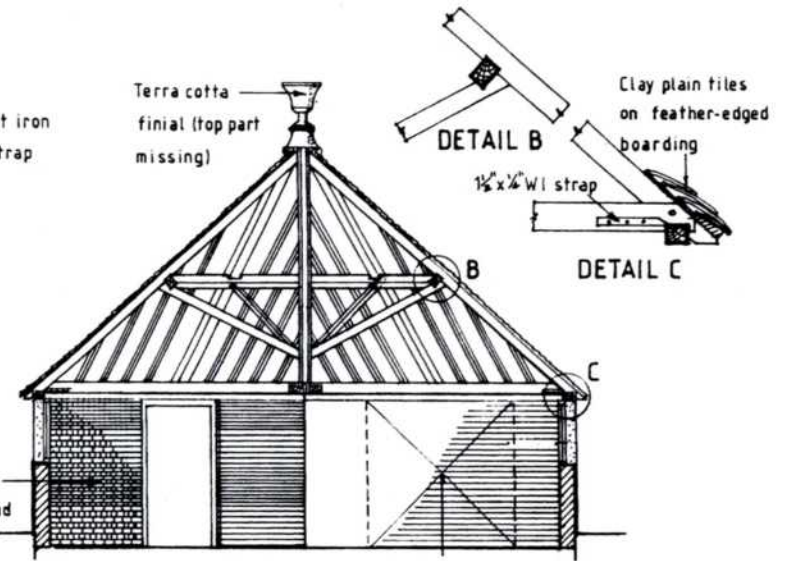 t iron
trap
Terra cotta
finial (top part
missing)
DETAIL B
Clay plain tiles
on feather-edged
boarding
1½"x¼"WI strap
DETAIL C
B
C